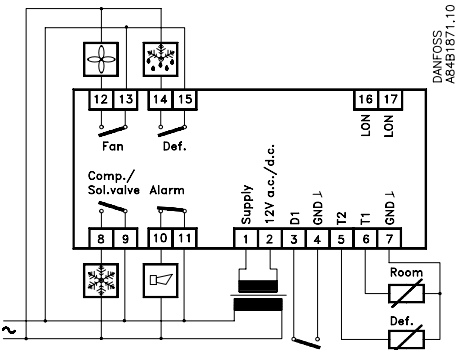 DANFOSS
A84B1871.10
12 13 14 15 16 17
LON
LON
Fan
Def.
Comp./
Sol.valve
Alarm
Supply
12V a.c./d.c.
D1
GND
T2
T1
GND
8 9 10 11 1 2 3 4 5 6 7
Room
Def.
~